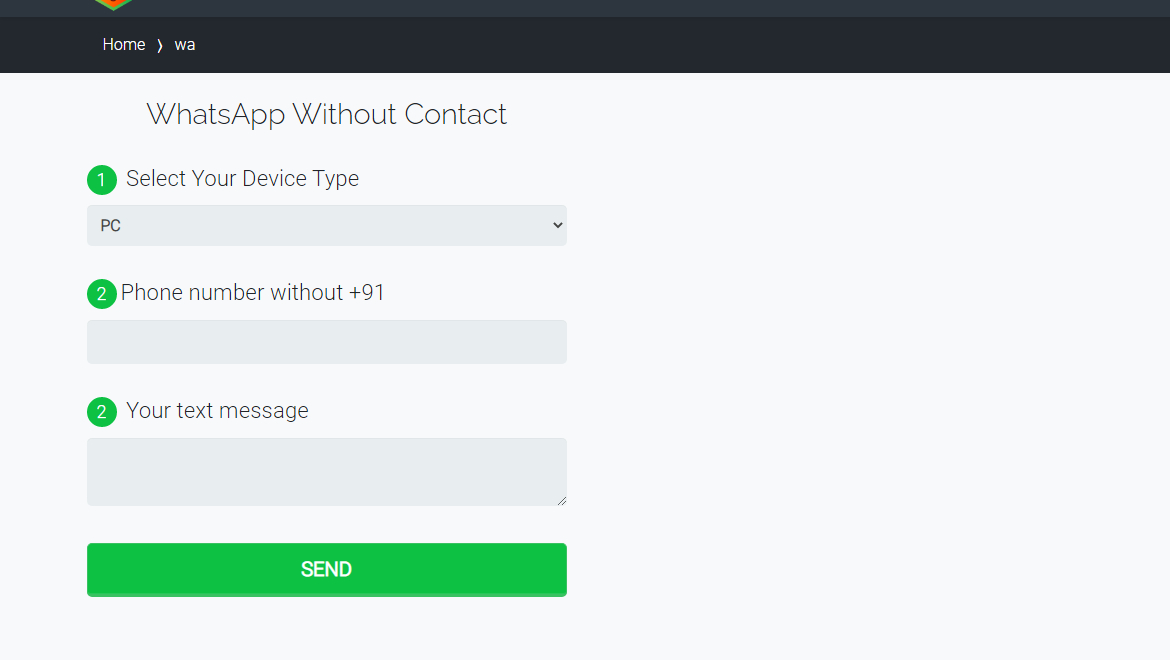 Home ❭ wa
WhatsApp Without Contact
1 Select Your Device Type
PC
2 Phone number without +91
2 Your text message
SEND